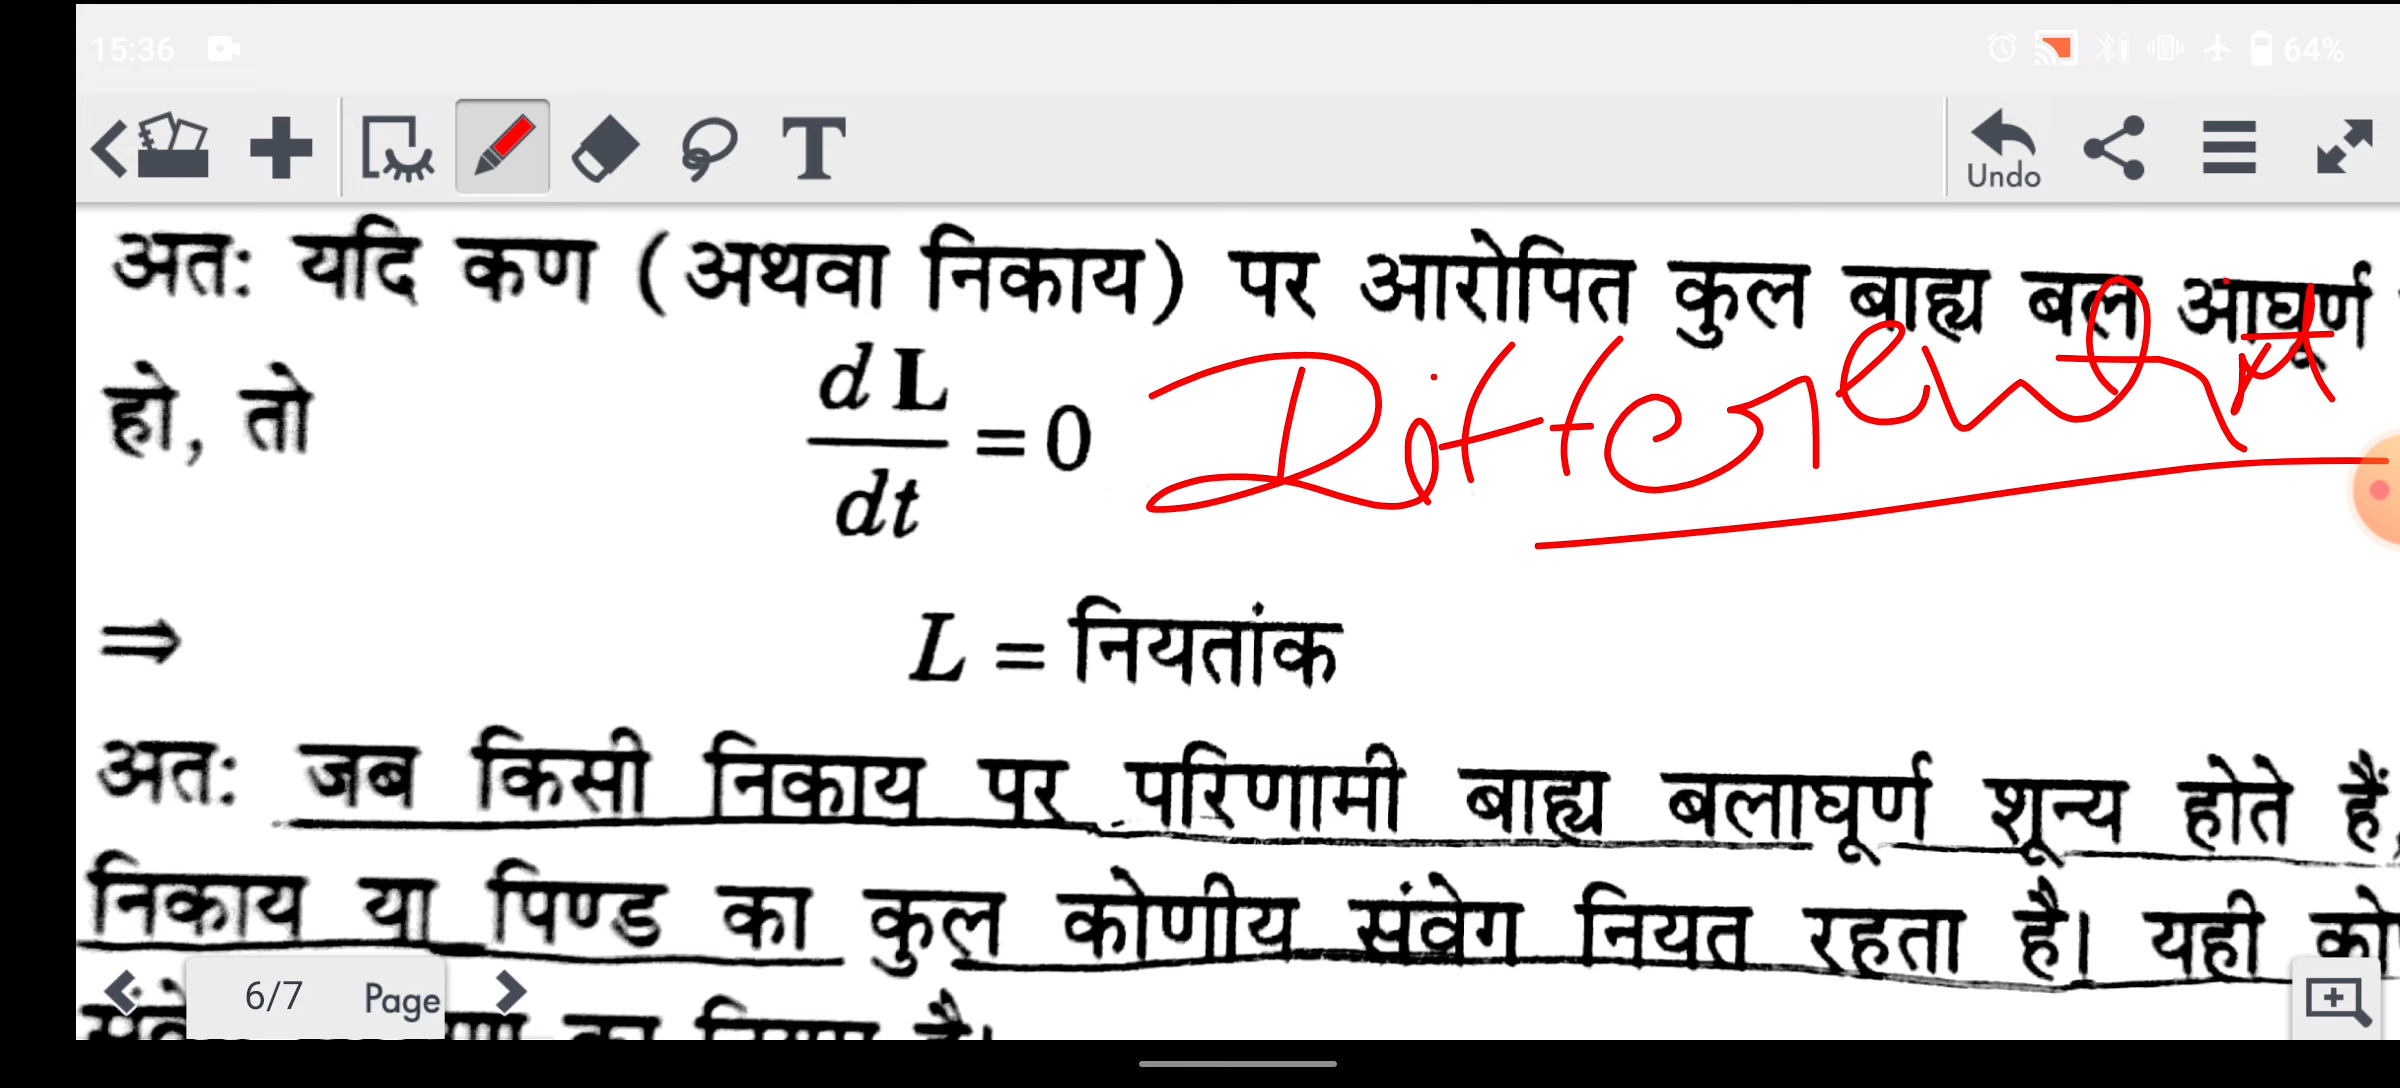 15:36 64%
T Undo
अतः यदि कण (अथवा निकाय) पर आरोपित कुल बाह्य बल आघूर्ण
हो, तो dL/dt = 0
⇒ L = नियतांक
अतः जब किसी निकाय पर परिणामी बाह्य बलाघूर्ण शून्य होते हैं,
निकाय या पिण्ड का कुल कोणीय संवेग नियत रहता है। यही
6/7 Page
का नियम है।